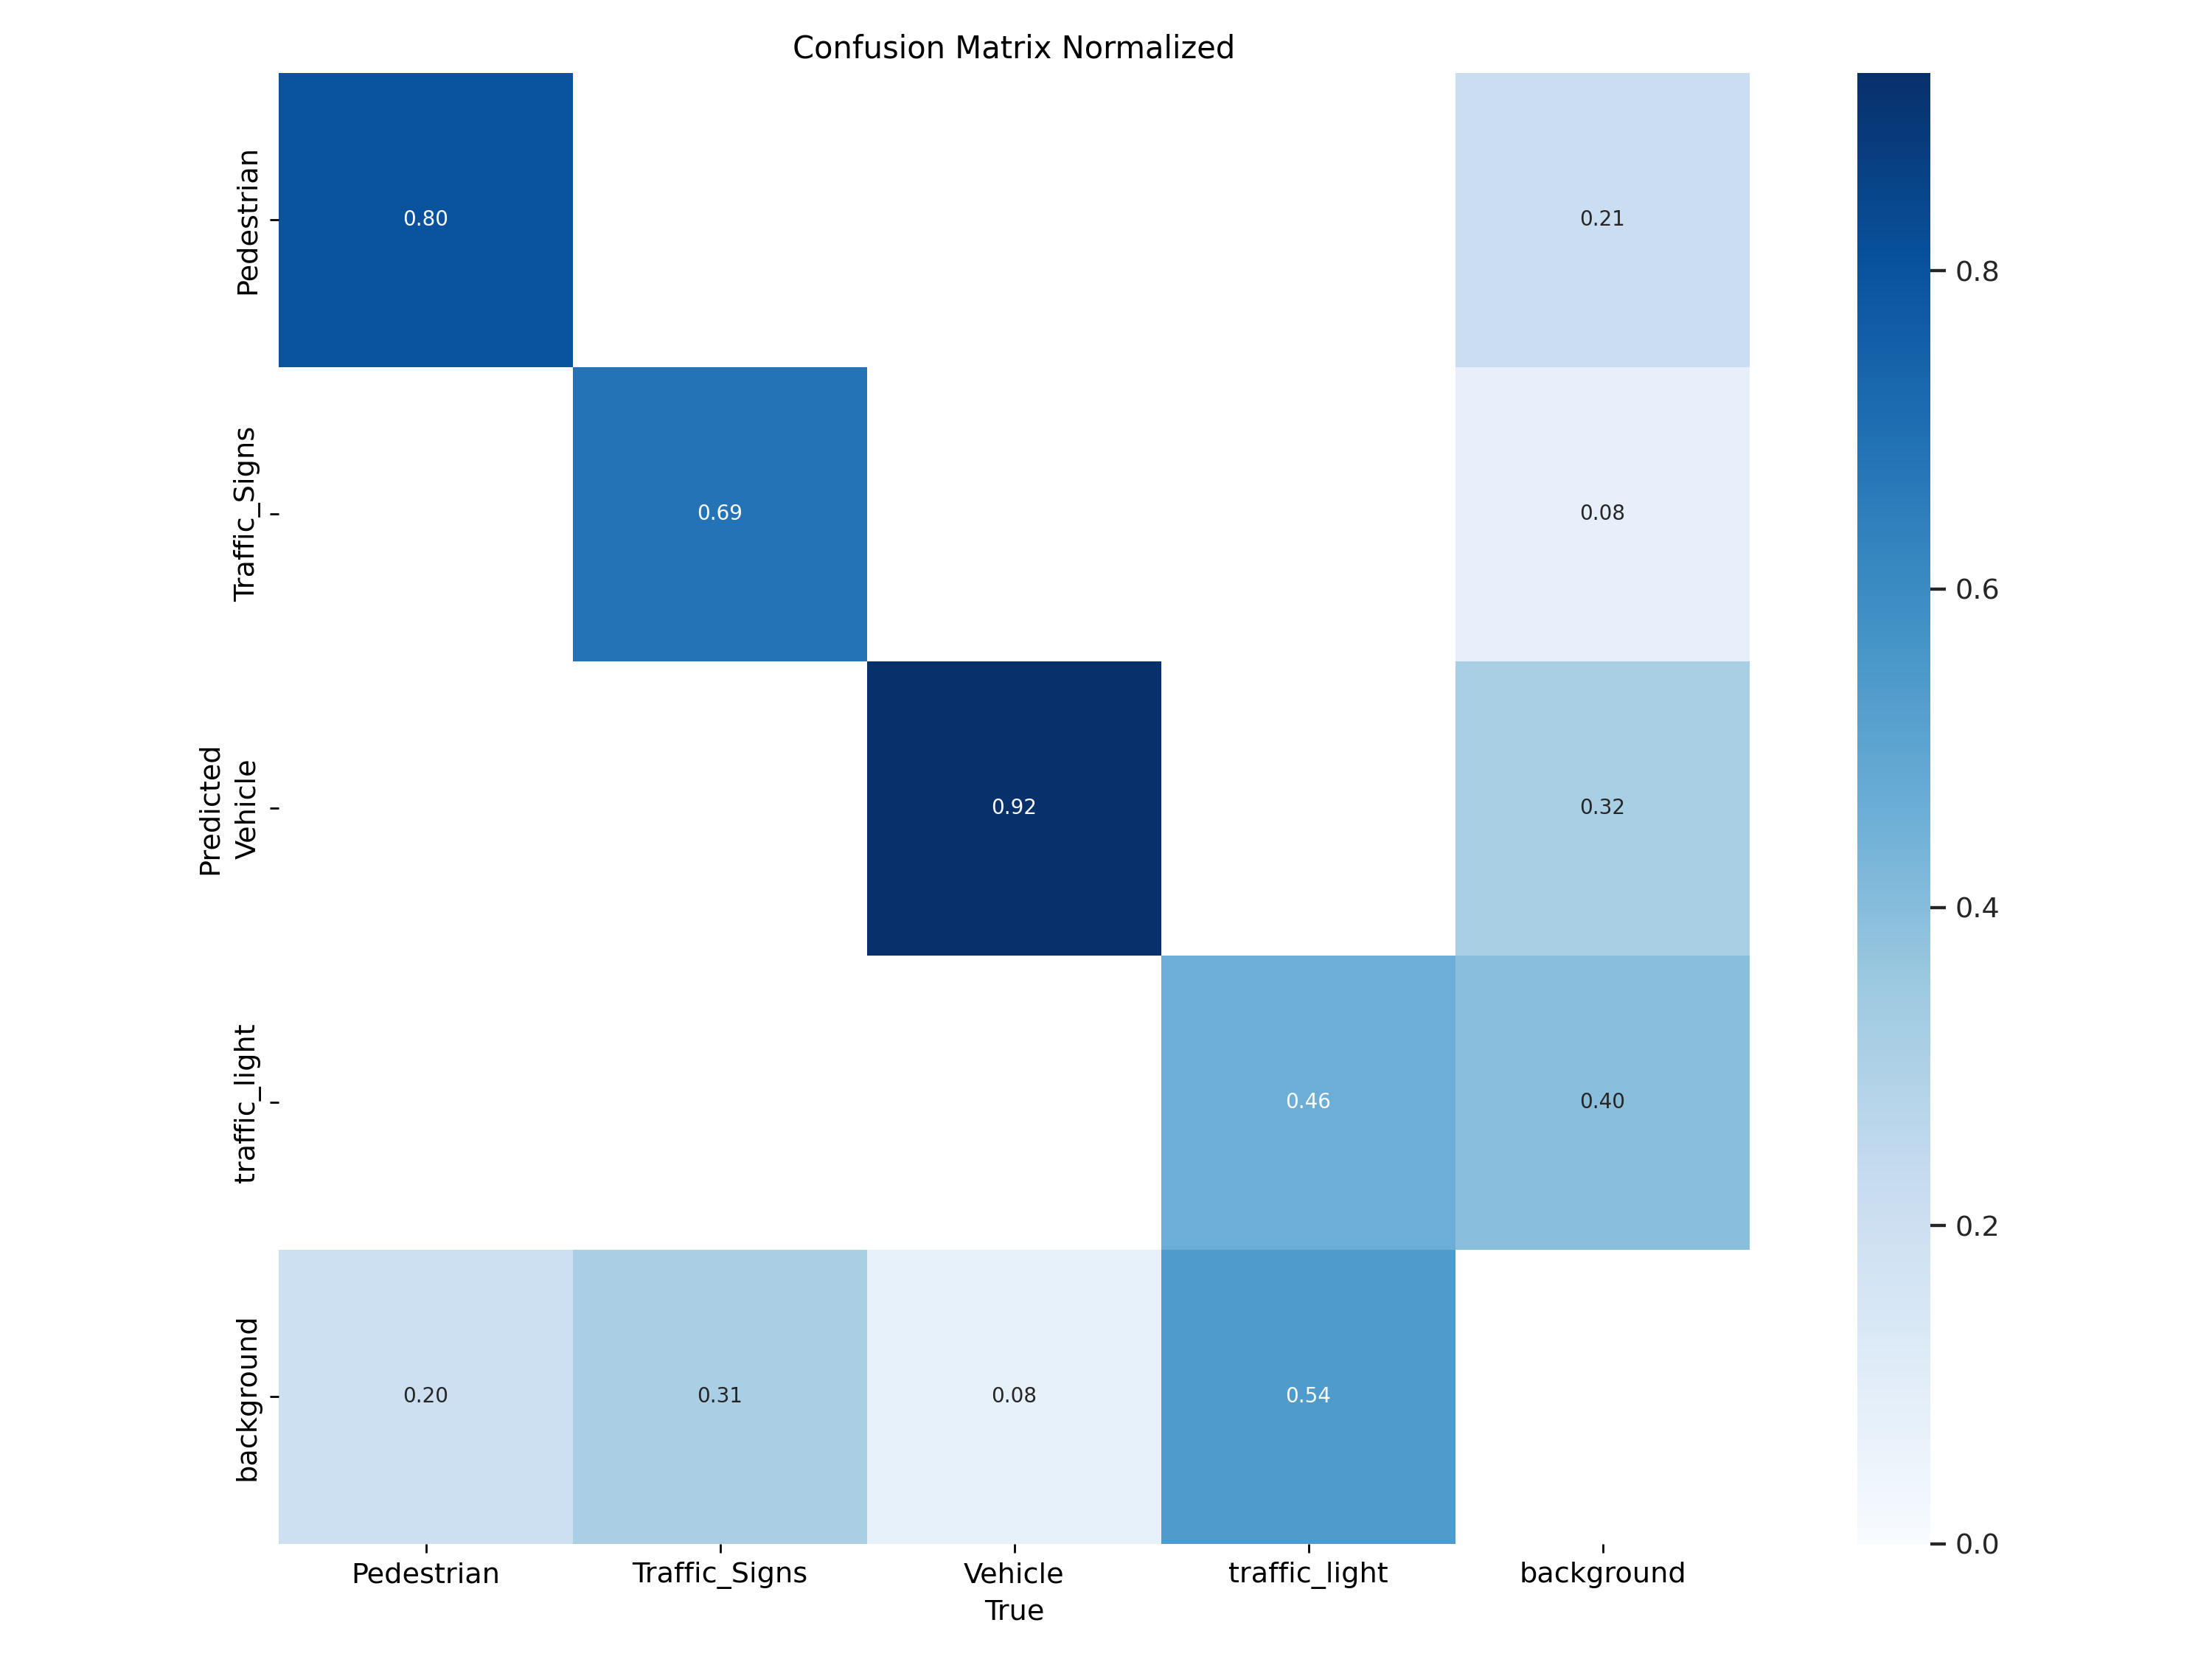 Confusion Matrix Normalized
Pedestrian
0.80
0.21
0.8
Traffic_Signs
0.69
0.08
0.6
Predicted
Vehicle
0.92
0.32
0.4
traffic_light
0.46
0.40
0.2
background
0.20
0.31
0.08
0.54
0.0
Pedestrian
Traffic_Signs
Vehicle
traffic_light
background
True